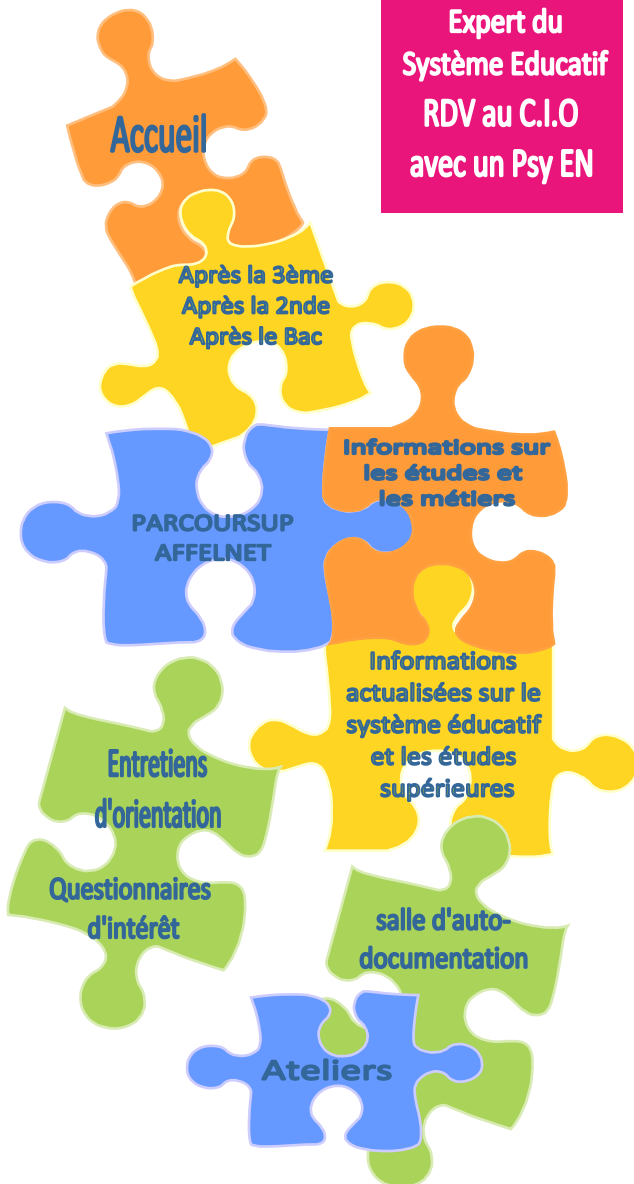 Expert du
Système Educatif
RDV au C.I.O
avec un Psy EN
Accueil
Après la 3ème
Après la 2nde
Après le Bac
Informations sur
les études et
les métiers
PARCOURSUP
AFFELNET
Informations
actualisées sur le
système éducatif
et les études
supérieures
Entretiens
d'orientation
Questionnaires
d'intérêt
salle d'auto-
documentation
Ateliers